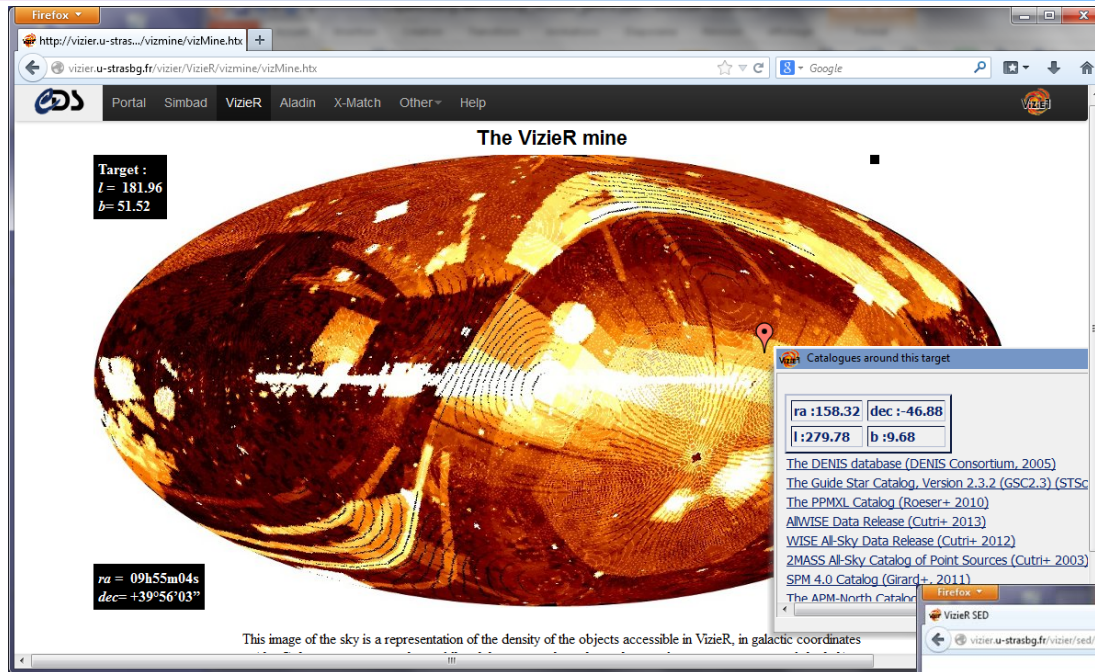 Firefox
http://vizier.u-stras.../vizmine/vizMine.htx +
vizier.u-strasbg.fr/vizier/VizieR/vizmine/vizMine.htx
Google
CDS Portal Simbad VizieR Aladin X-Match Other Help VizieR
The VizieR mine
Target :
l = 181.96
b= 51.52
Catalogues around this target
ra :158.32 dec :-46.88
l :279.78 b :9.68
The DENIS database (DENIS Consortium, 2005)
The Guide Star Catalog, Version 2.3.2 (GSC2.3) (STSc
The PPMXL Catalog (Roeser+ 2010)
AllWISE Data Release (Cutri+ 2013)
WISE All-Sky Data Release (Cutri+ 2012)
2MASS All-Sky Catalog of Point Sources (Cutri+ 2003)
SPM 4.0 Catalog (Girard+, 2011)
The APM-North Catalog
ra = 09h55m04s
dec= +39°56'03”
Firefox
VizieR SED
vizier.u-strasbg.fr/vizier/sed/
This image of the sky is a representation of the density of the objects accessible in VizieR, in galactic coordinates